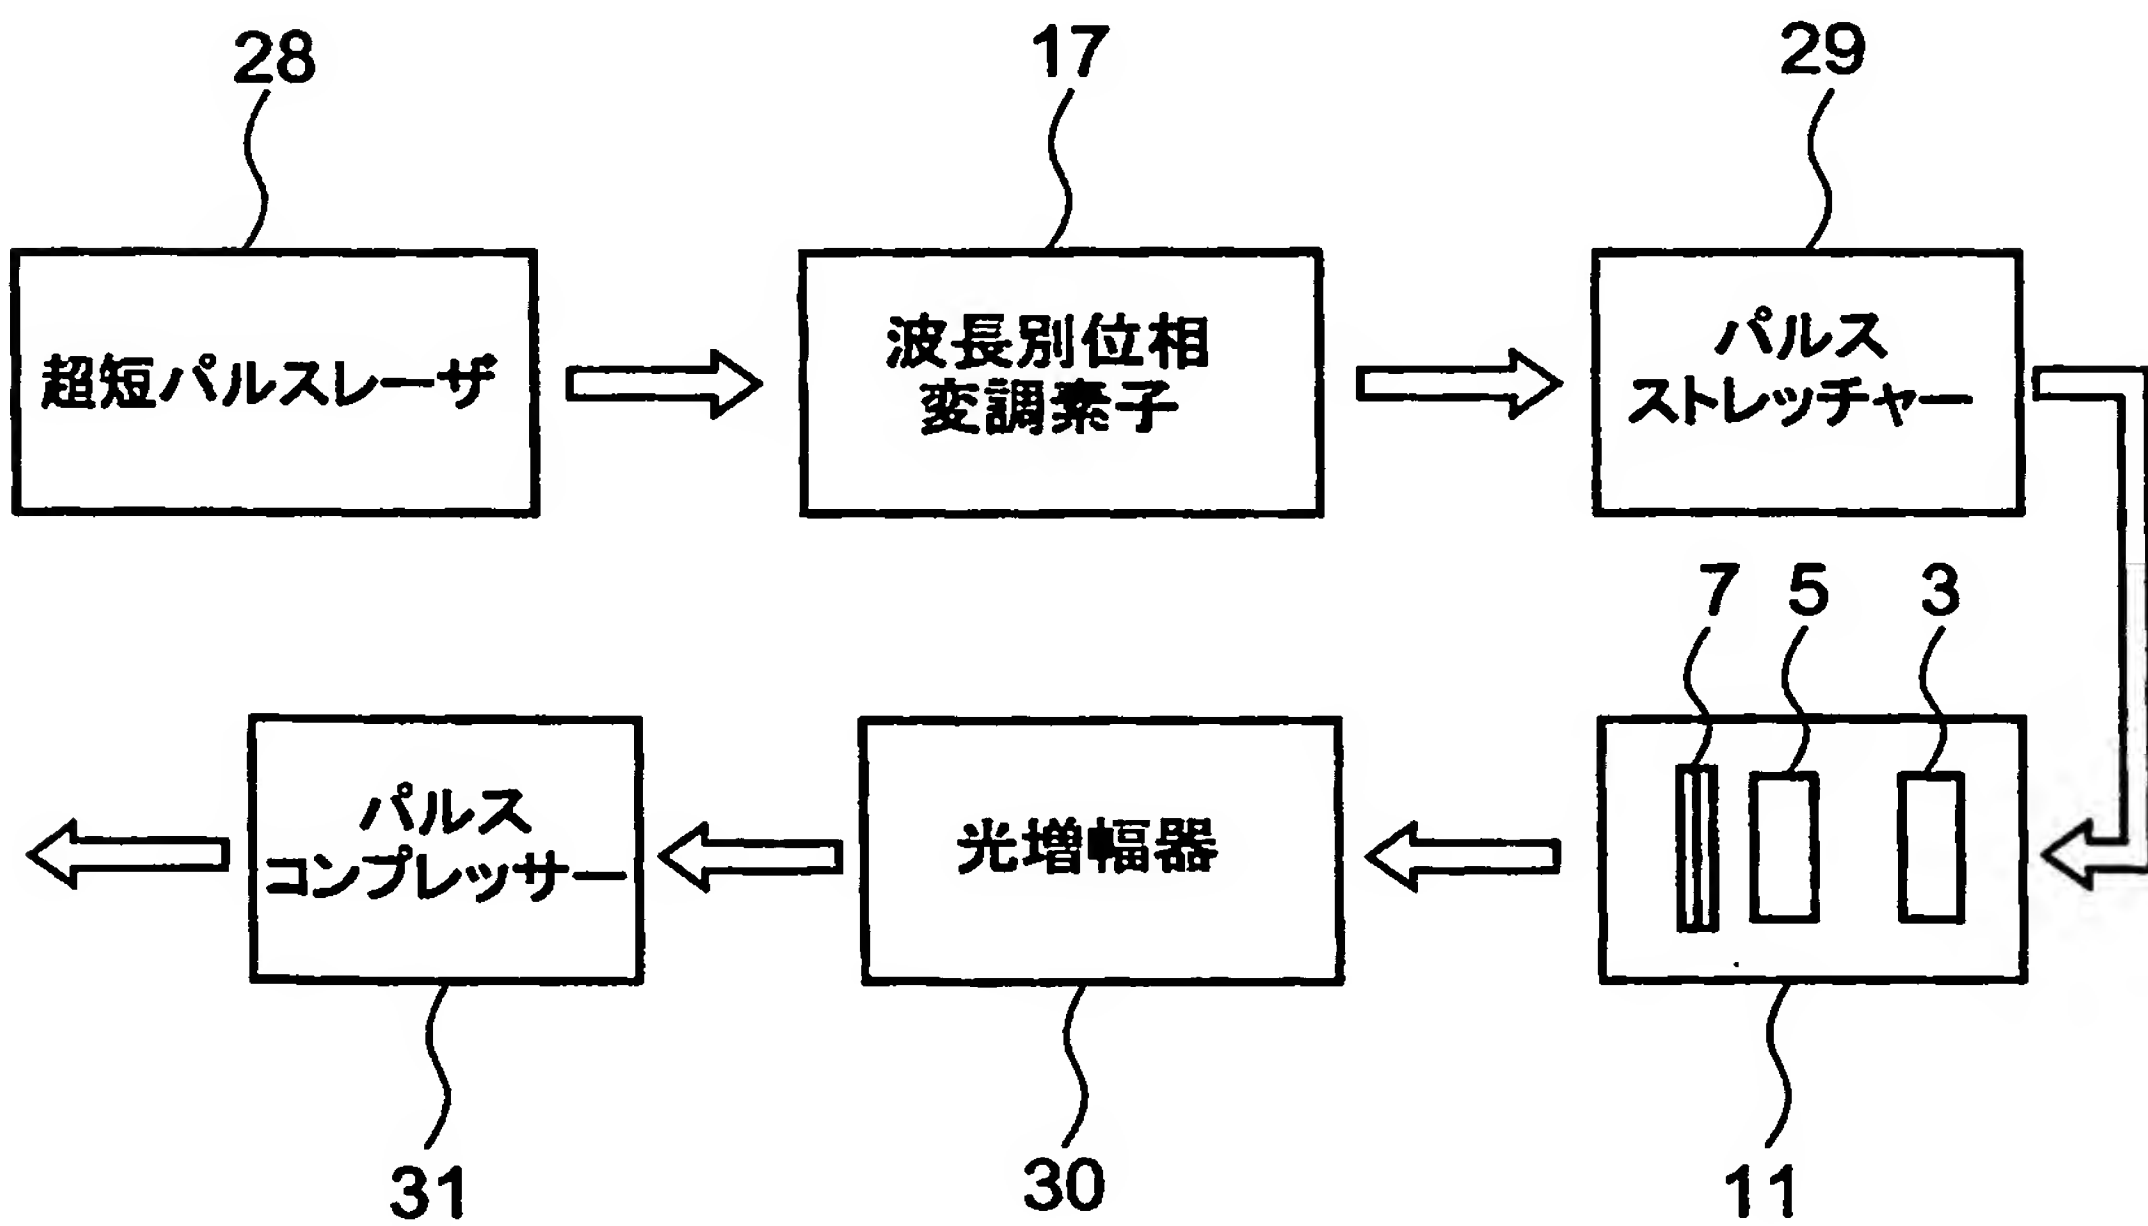 28
17
29
超短パルスレーザ
波長別位相
変調素子
パルス
ストレッチャー
7
5
3
パルス
コンプレッサー
光増幅器
31
30
11